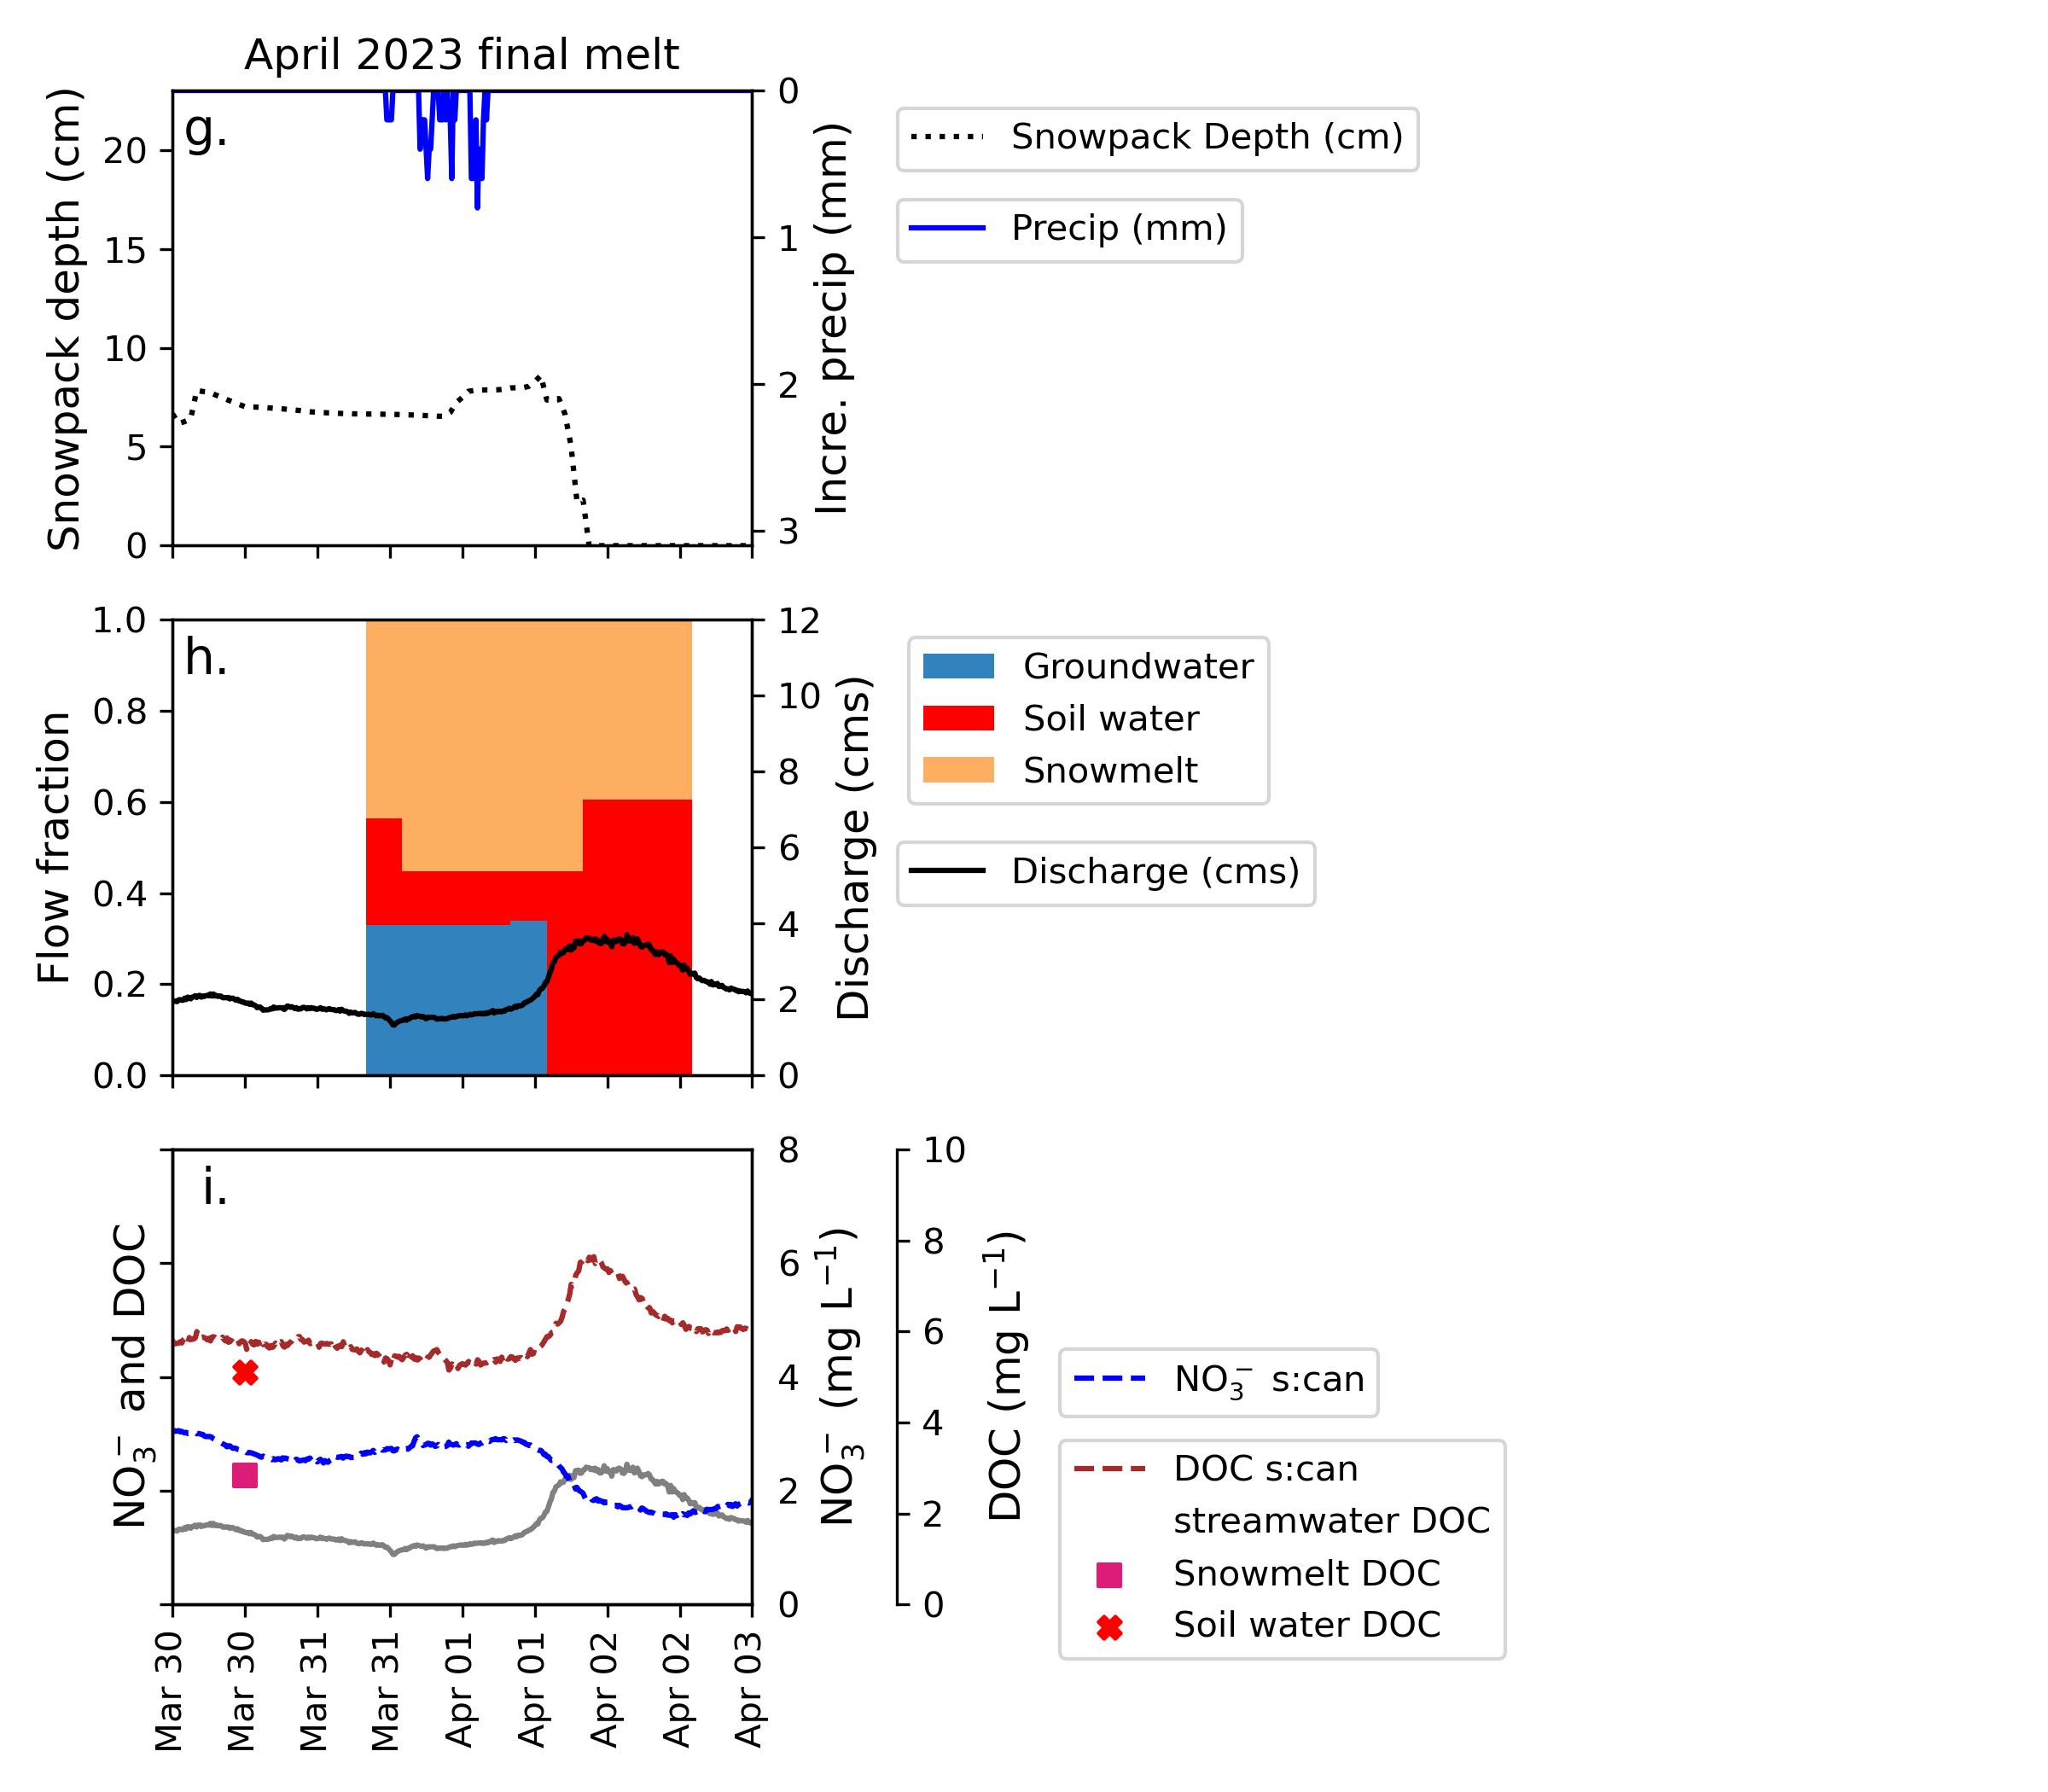 April 2023 final melt
g.
Snowpack depth (cm)
20
15
10
5
0
0
1
2
3
Incre. precip (mm)
Snowpack Depth (cm)
Precip (mm)
h.
Flow fraction
1.0
0.8
0.6
0.4
0.2
0.0
12
10
8
6
4
2
0
Discharge (cms)
Groundwater
Soil water
Snowmelt
Discharge (cms)
i.
NO₃⁻ and DOC
8
6
4
2
0
NO₃⁻ (mg L⁻¹)
10
8
6
4
2
0
DOC (mg L⁻¹)
NO₃⁻ s:can
DOC s:can
streamwater DOC
Snowmelt DOC
Soil water DOC
Mar 30
Mar 30
Mar 31
Mar 31
Apr 01
Apr 01
Apr 02
Apr 02
Apr 03